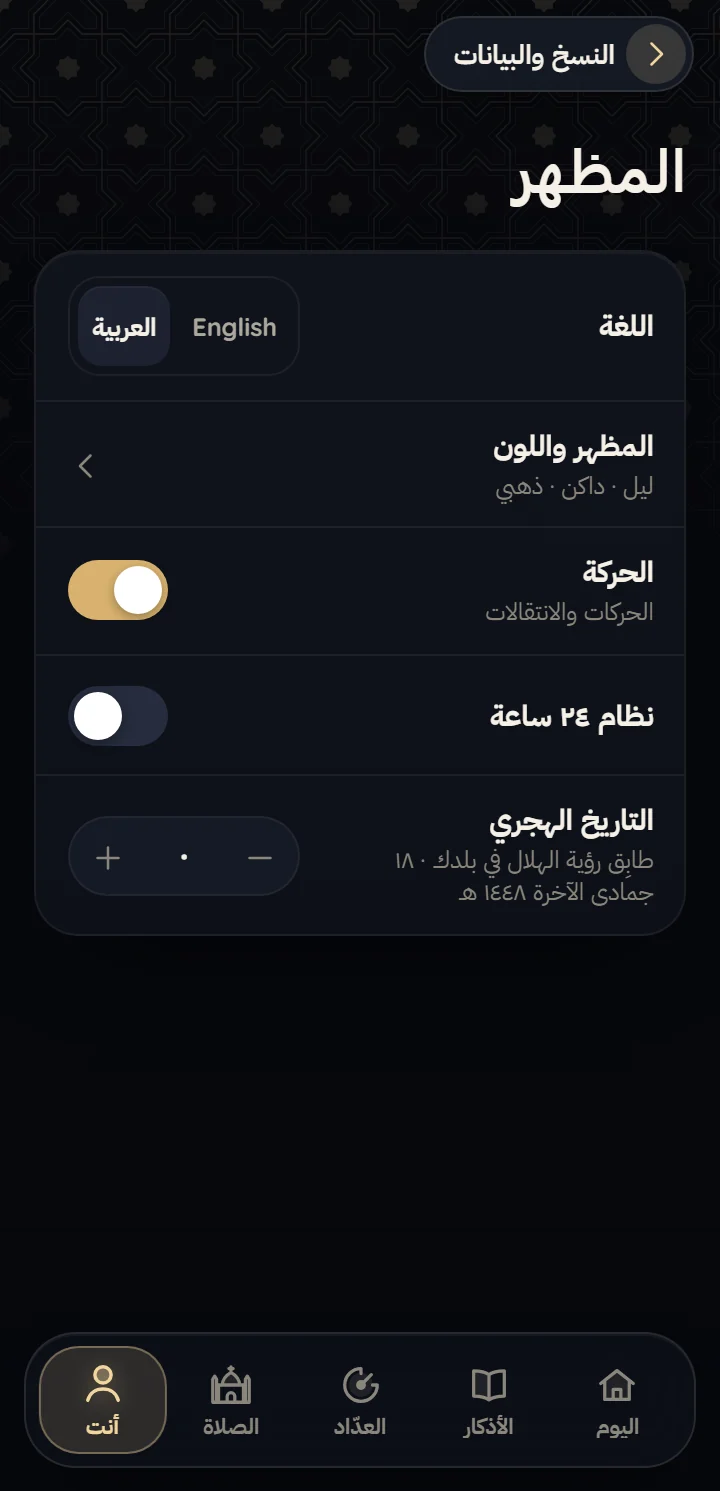 النسخ والبيانات
المظهر
اللغة
English
العربية
المظهر واللون
ليل · داكن · ذهبي
الحركة
الحركات والانتقالات
نظام ٢٤ ساعة
التاريخ الهجري
طابِق رؤية الهلال في بلدك · ١٨
جمادى الآخرة ١٤٤٨ هـ
− ٠ +
اليوم
الأذكار
العدّاد
الصلاة
أنت